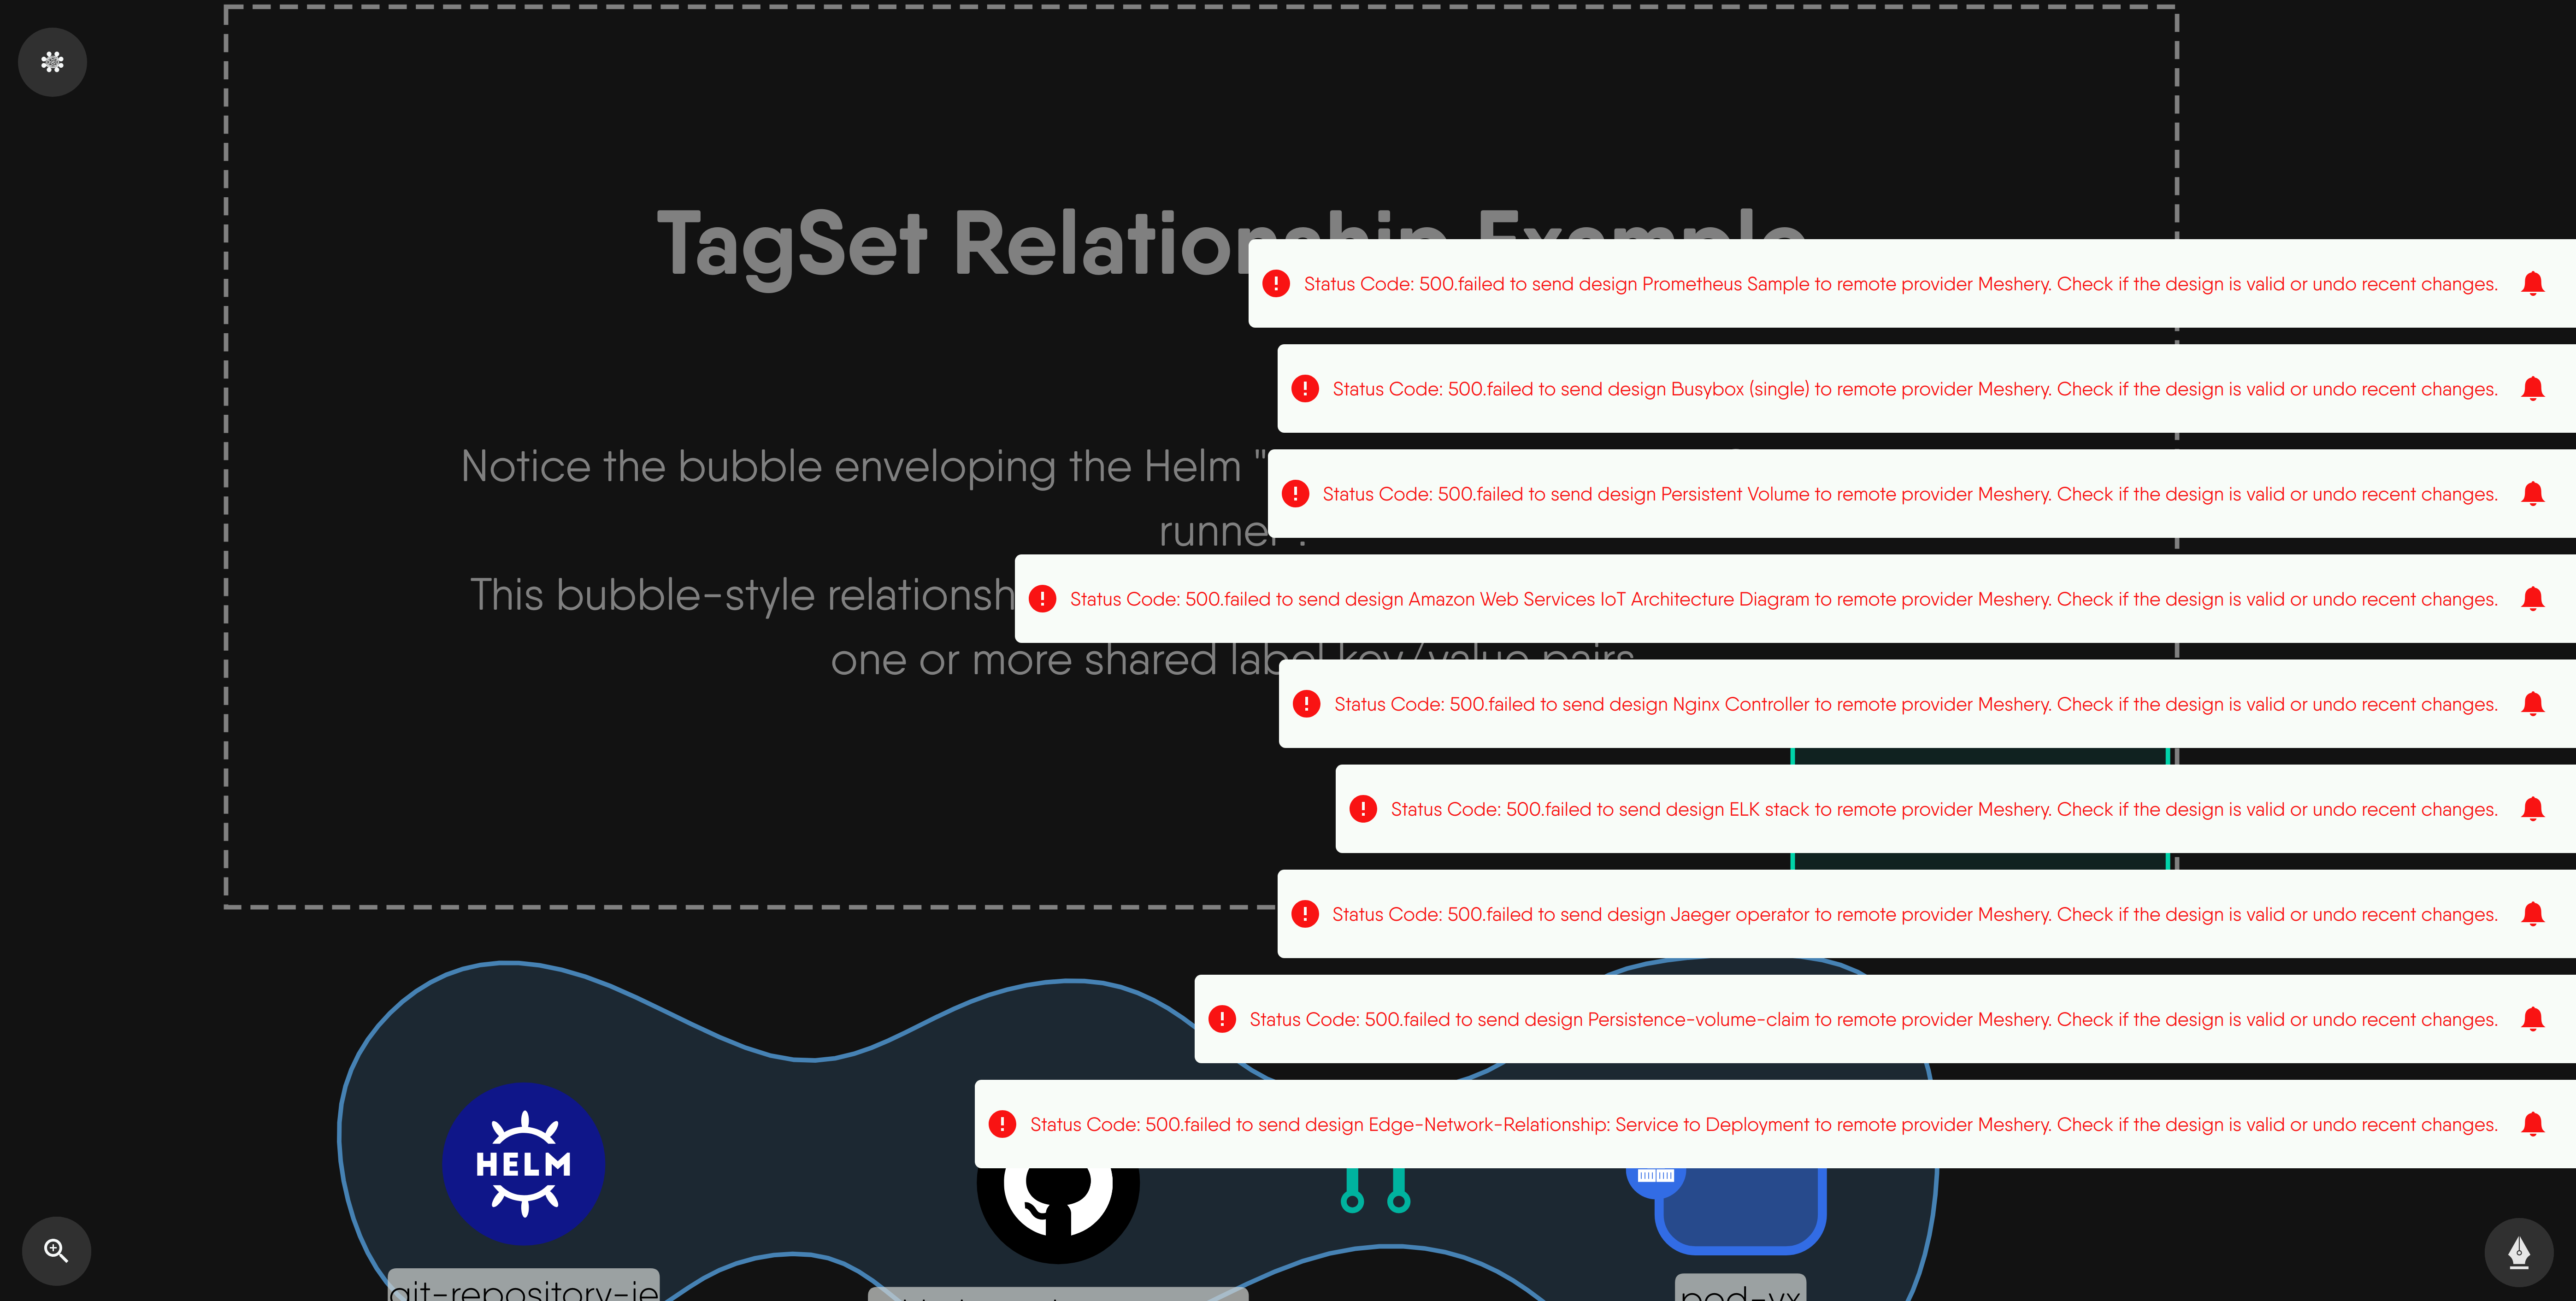 TagSet Relationship Example
Status Code: 500.failed to send design Prometheus Sample to remote provider Meshery. Check if the design is valid or undo recent changes.
Status Code: 500.failed to send design Busybox (single) to remote provider Meshery. Check if the design is valid or undo recent changes.
Notice the bubble enveloping the Helm "
Status Code: 500.failed to send design Persistent Volume to remote provider Meshery. Check if the design is valid or undo recent changes.
runner".
This bubble-style
Status Code: 500.failed to send design Amazon Web Services IoT Architecture Diagram to remote provider Meshery. Check if the design is valid or undo recent changes.
one or more shared label key/value pairs
Status Code: 500.failed to send design Nginx Controller to remote provider Meshery. Check if the design is valid or undo recent changes.
Status Code: 500.failed to send design ELK stack to remote provider Meshery. Check if the design is valid or undo recent changes.
Status Code: 500.failed to send design Jaeger operator to remote provider Meshery. Check if the design is valid or undo recent changes.
Status Code: 500.failed to send design Persistence-volume-claim to remote provider Meshery. Check if the design is valid or undo recent changes.
Status Code: 500.failed to send design Edge-Network-Relationship: Service to Deployment to remote provider Meshery. Check if the design is valid or undo recent changes.
HELM
git-repository-ie
pod-vx